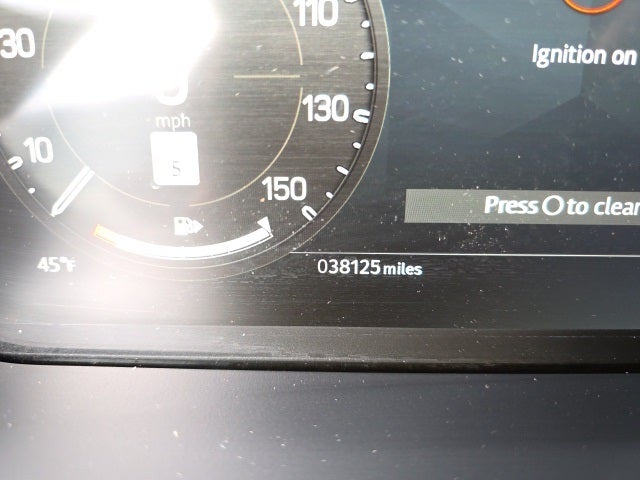 110
30
Ignition on
130
mph
10
5
150
Press O to clear
45°F
038125 miles